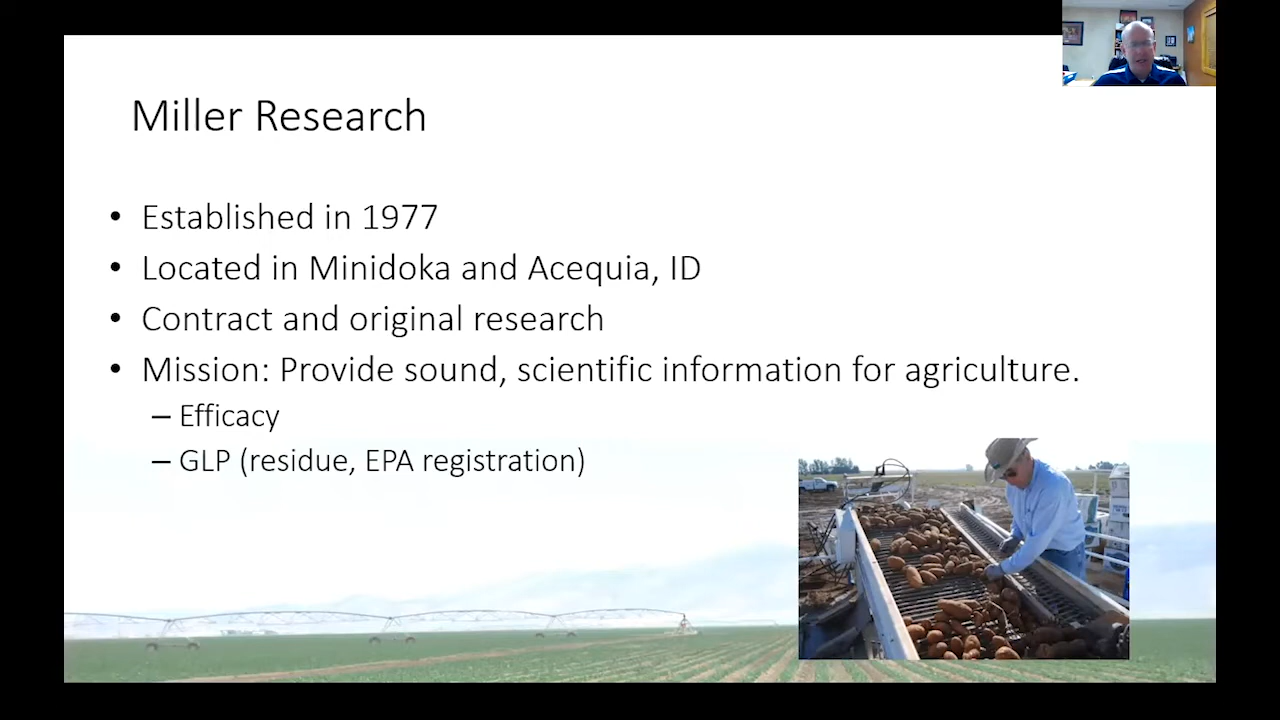 Miller Research
• Established in 1977
• Located in Minidoka and Acequia, ID
• Contract and original research
• Mission: Provide sound, scientific information for agriculture.
– Efficacy
– GLP (residue, EPA registration)